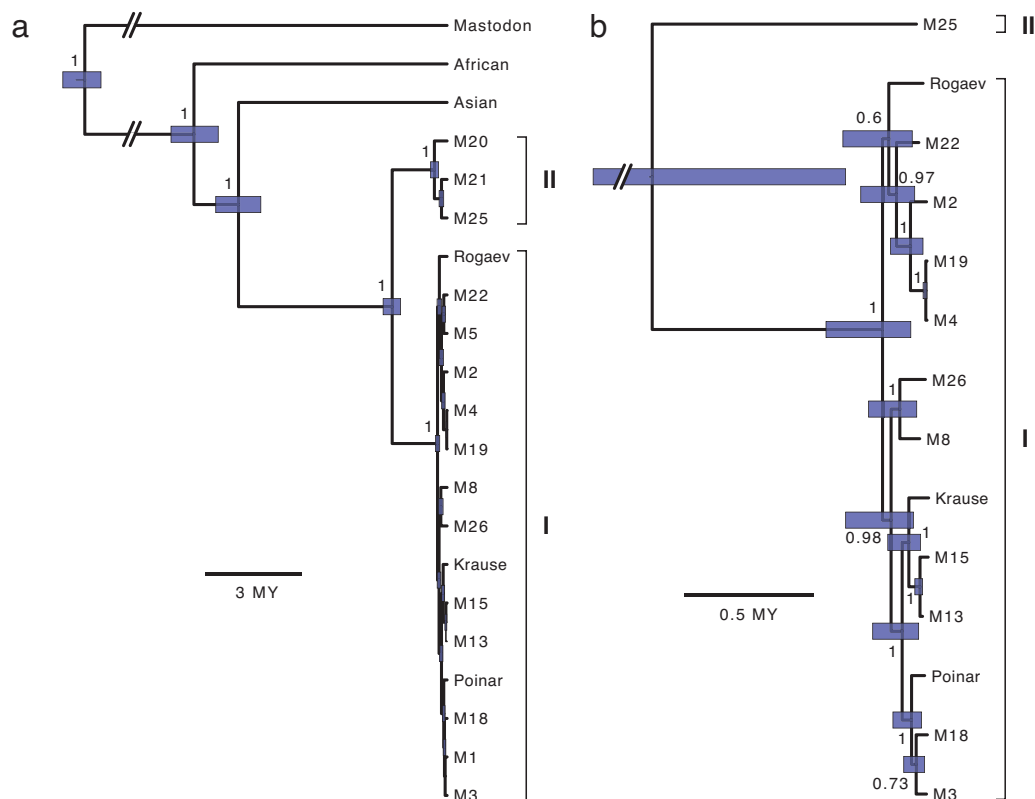 a
Mastodon
1
African
1
Asian
1
M20
1
M21
II
M25
1
Rogaev
M22
M5
M2
M4
1
M19
M8
M26
I
Krause
3 MY
M15
M13
Poinar
M18
M1
M3
b
M25
II
Rogaev
0.6
M22
0.97
M2
1
M19
1
M4
1
M26
1
M8
I
Krause
0.98
1
M15
0.5 MY
1
M13
1
Poinar
1
M18
0.73
M3